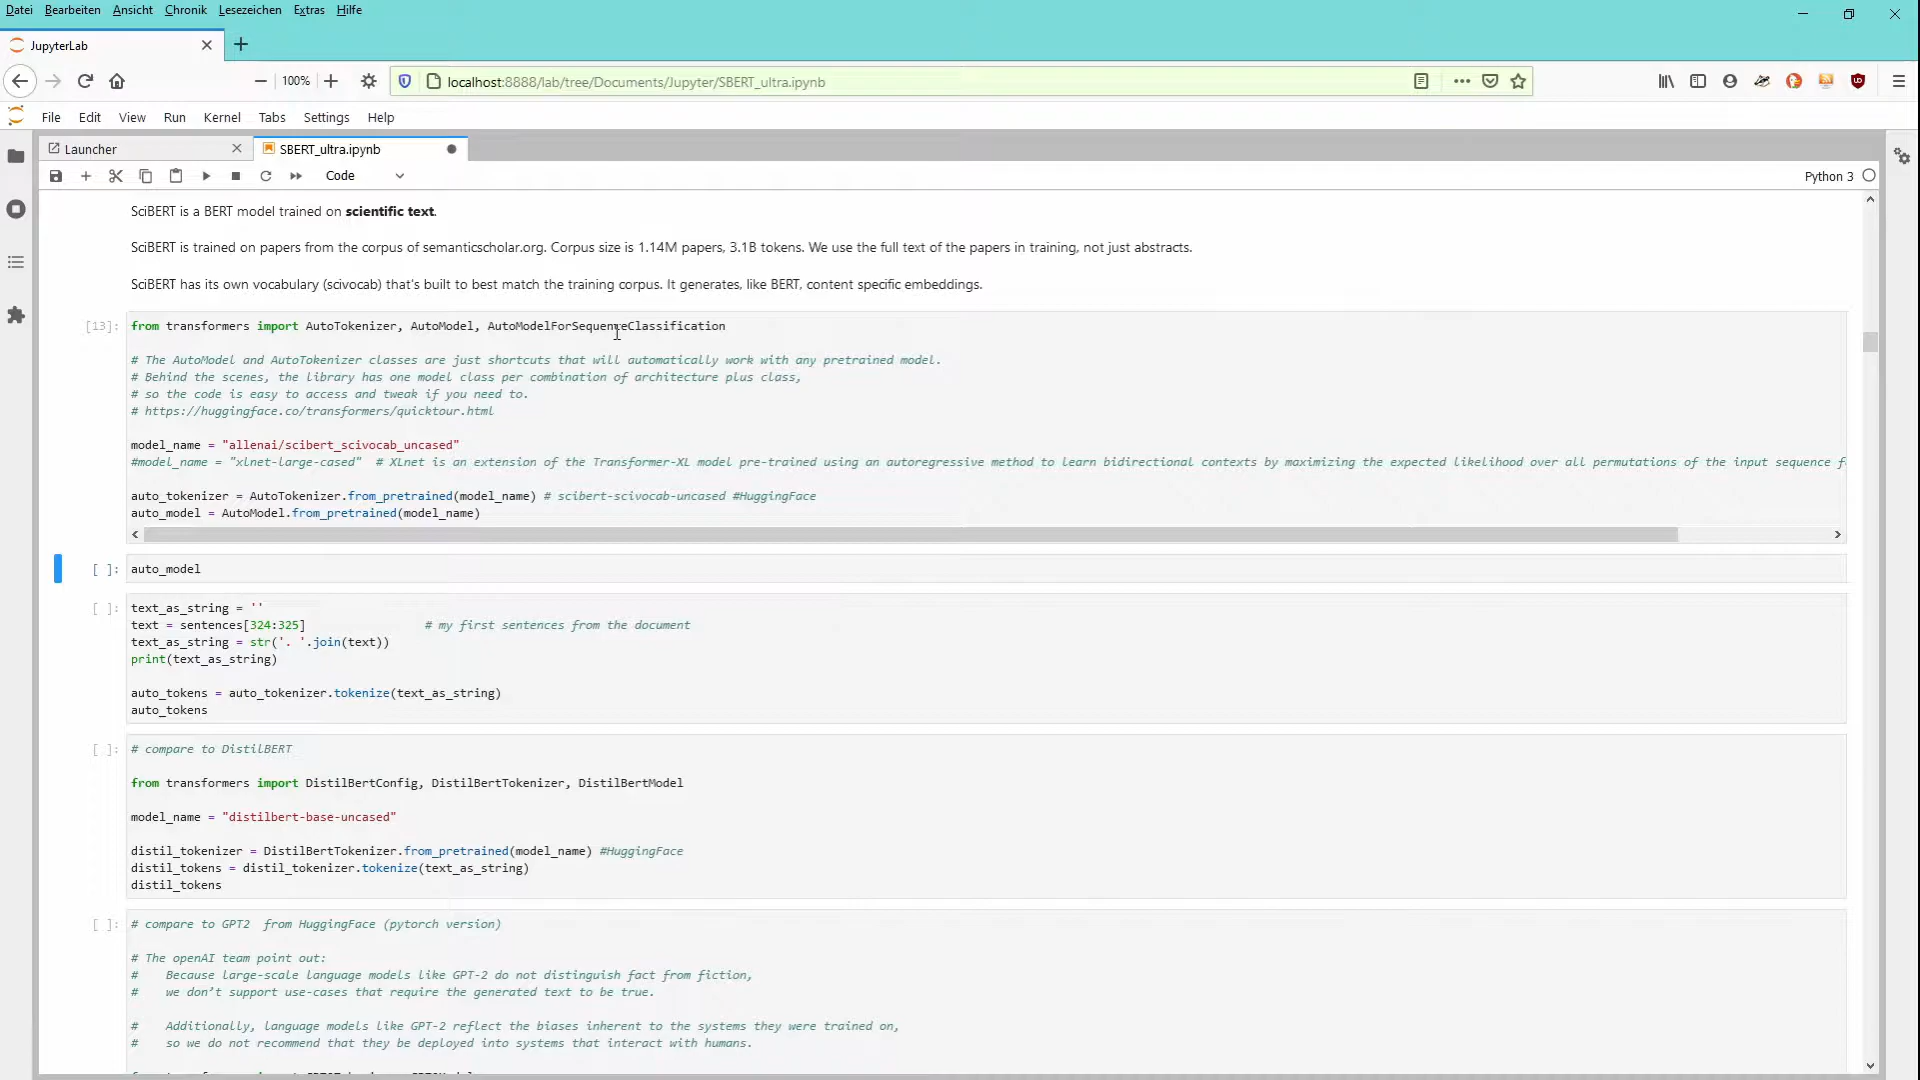 Datei Bearbeiten Ansicht Chronik Lesezeichen Extras Hilfe
JupyterLab
100%
localhost:8888/lab/tree/Documents/Jupyter/SBERT_ultra.ipynb
File Edit View Run Kernel Tabs Settings Help
Launcher SBERT_ultra.ipynb
Code Python 3
SciBERT is a BERT model trained on scientific text.
SciBERT is trained on papers from the corpus of semanticscholar.org. Corpus size is 1.14M papers, 3.1B tokens. We use the full text of the papers in training, not just abstracts.
SciBERT has its own vocabulary (scivocab) that's built to best match the training corpus. It generates, like BERT, content specific embeddings.
[13]: from transformers import AutoTokenizer, AutoModel, AutoModelForSequenceClassification
# The AutoModel and AutoTokenizer classes are just shortcuts that will automatically work with any pretrained model.
# Behind the scenes, the library has one model class per combination of architecture plus class,
# so the code is easy to access and tweak if you need to.
# https://huggingface.co/transformers/quicktour.html
model_name = "allenai/scibert_scivocab_uncased"
#model_name = "xlnet-large-cased" # XLnet is an extension of the Transformer-XL model pre-trained using an autoregressive method to learn bidirectional contexts by maximizing the expected likelihood over all permutations of the input sequence f
auto_tokenizer = AutoTokenizer.from_pretrained(model_name) # scibert-scivocab-uncased #HuggingFace
auto_model = AutoModel.from_pretrained(model_name)
[ ]: auto_model
[ ]: text_as_string = ''
text = sentences[324:325] # my first sentences from the document
text_as_string = str('. '.join(text))
print(text_as_string)
auto_tokens = auto_tokenizer.tokenize(text_as_string)
auto_tokens
[ ]: # compare to DistilBERT
from transformers import DistilBertConfig, DistilBertTokenizer, DistilBertModel
model_name = "distilbert-base-uncased"
distil_tokenizer = DistilBertTokenizer.from_pretrained(model_name) #HuggingFace
distil_tokens = distil_tokenizer.tokenize(text_as_string)
distil_tokens
[ ]: # compare to GPT2 from HuggingFace (pytorch version)
# The openAI team point out:
# Because large-scale language models like GPT-2 do not distinguish fact from fiction,
# we don't support use-cases that require the generated text to be true.
# Additionally, language models like GPT-2 reflect the biases inherent to the systems they were trained on,
# so we do not recommend that they be deployed into systems that interact with humans.